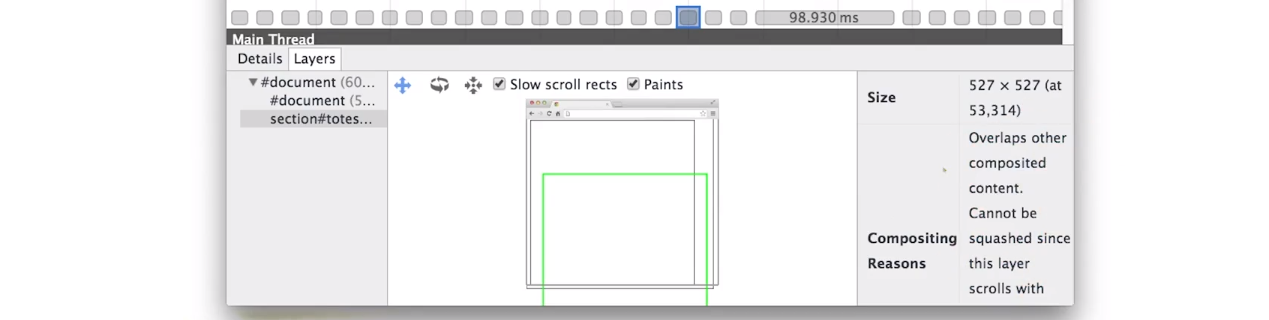 98.930 ms
Main Thread
Details Layers
▼#document (60...
#document (5...
section#totes...
Slow scroll rects Paints
Size
527 × 527 (at
53,314)
Compositing
Reasons
Overlaps other
composited
content.
Cannot be
squashed since
this layer
scrolls with